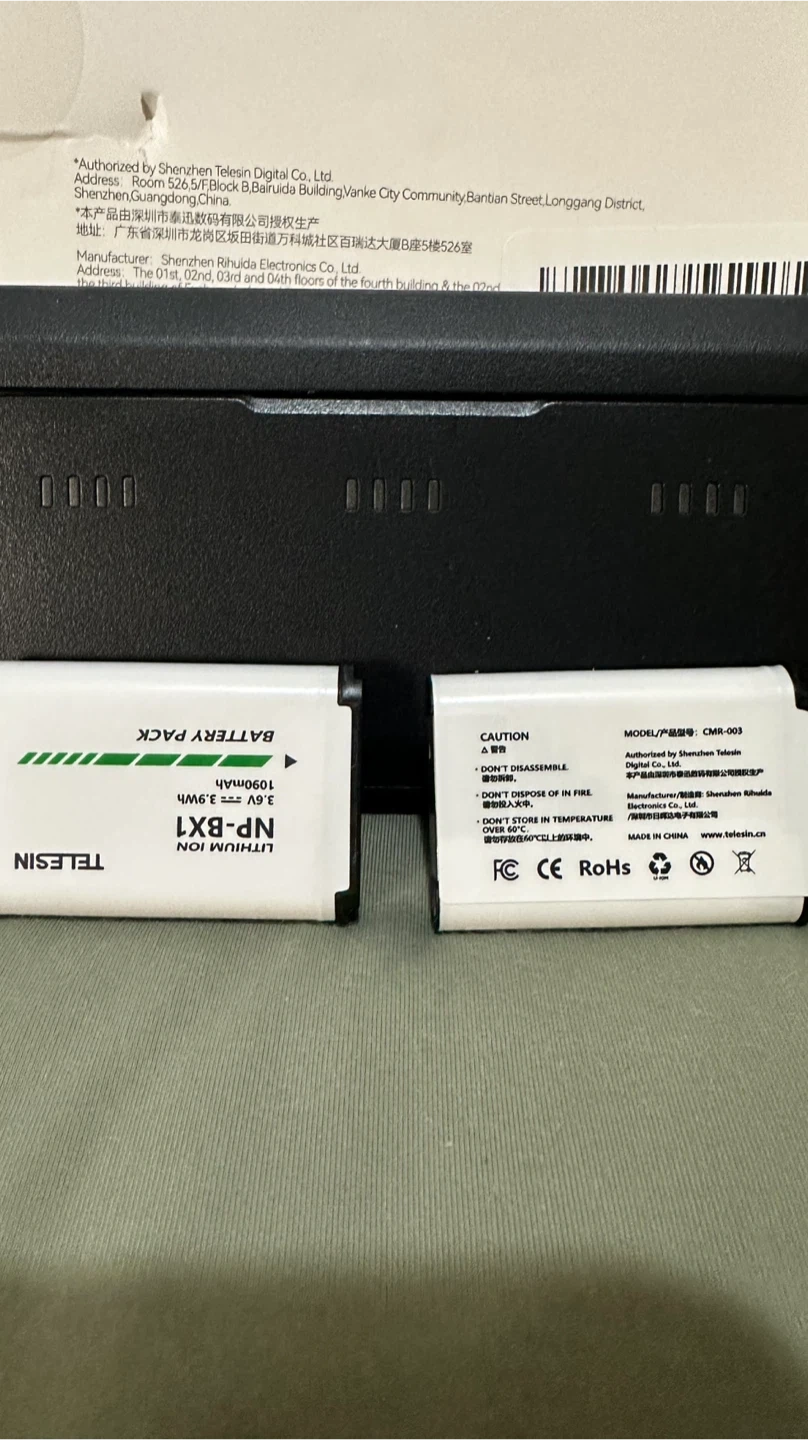 *Authorized by Shenzhen Telesin Digital Co., Ltd.
Address: Room 526,5/F,Block B,Bairuida Building,Vanke City Community,Bantian Street,Longgang District,
Shenzhen,Guangdong,China.
*本产品由深圳市泰迅数码有限公司授权生产
地址：广东省深圳市龙岗区坂田街道万科城社区百瑞达大厦B座5楼526室
Manufacturer: Shenzhen Rihuida Electronics Co., Ltd.
Address: The 01st, 02nd, 03rd and 04th floors of the fourth building & the 02nd
the third building of
TELESIN
LITHIUM ION
NP-BX1
3.6V 3.9Wh
1090mAh
BATTERY PACK
CAUTION
警告
· DON'T DISASSEMBLE.
请勿拆卸。
· DON'T DISPOSE OF IN FIRE.
请勿投入火中。
· DON'T STORE IN TEMPERATURE
OVER 60°C.
请勿存放在60°C以上的环境中。
MODEL/产品型号: CMR-003
Authorized by Shenzhen Telesin
Digital Co., Ltd.
本产品由深圳市泰迅数码有限公司授权生产
Manufacturer/制造商: Shenzhen Rihuida
Electronics Co., Ltd.
/深圳市日晖达电子有限公司
MADE IN CHINA www.telesin.cn
FC CE RoHS